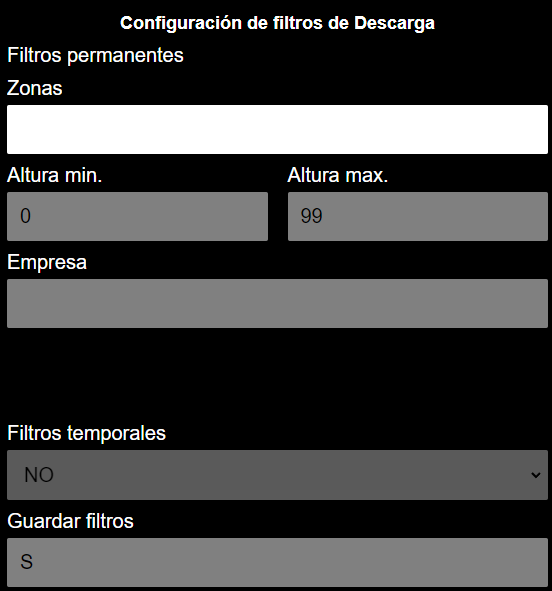 Configuración de filtros de Descarga
Filtros permanentes
Zonas
Altura min. Altura max.
0 99
Empresa
Filtros temporales
NO
Guardar filtros
S